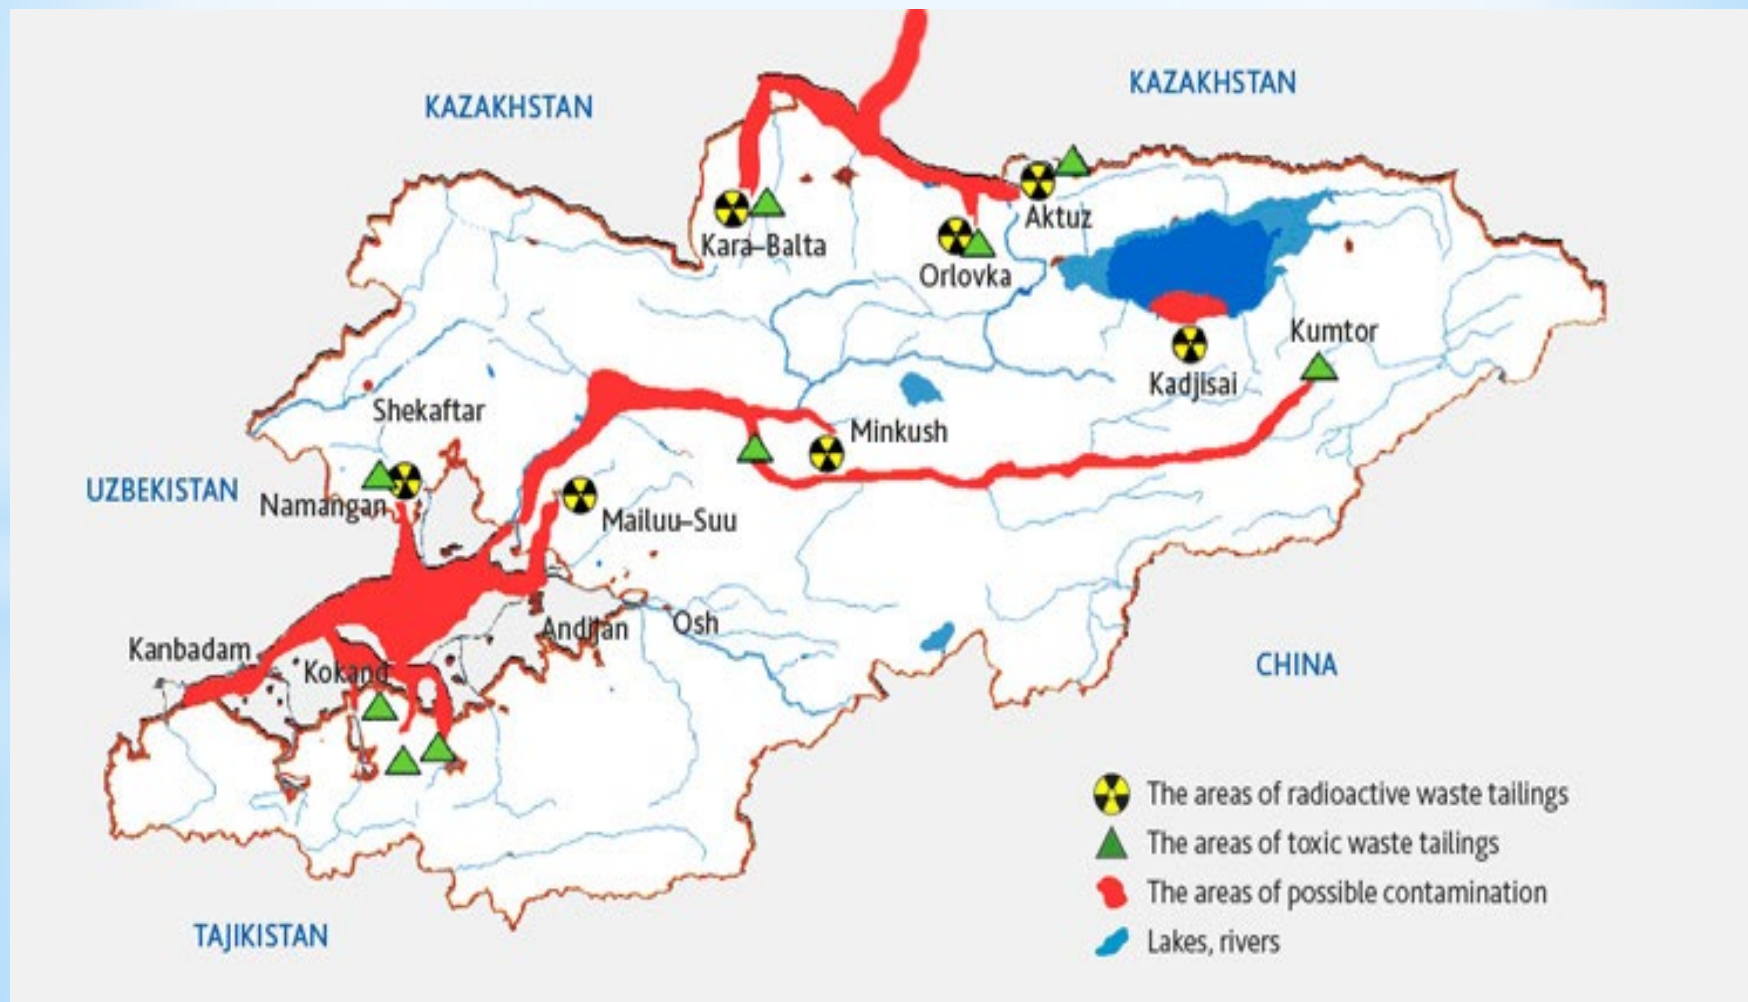 KAZAKHSTAN
KAZAKHSTAN
Aktuz
Kara-Balta
Orlovka
Kumtor
Kadjisai
Shekaftar
Minkush
UZBEKISTAN
Namangan
Mailuu-Suu
Andijan
Osh
Kanbadam
Kokand
CHINA
The areas of radioactive waste tailings
The areas of toxic waste tailings
The areas of possible contamination
Lakes, rivers
TAJIKISTAN